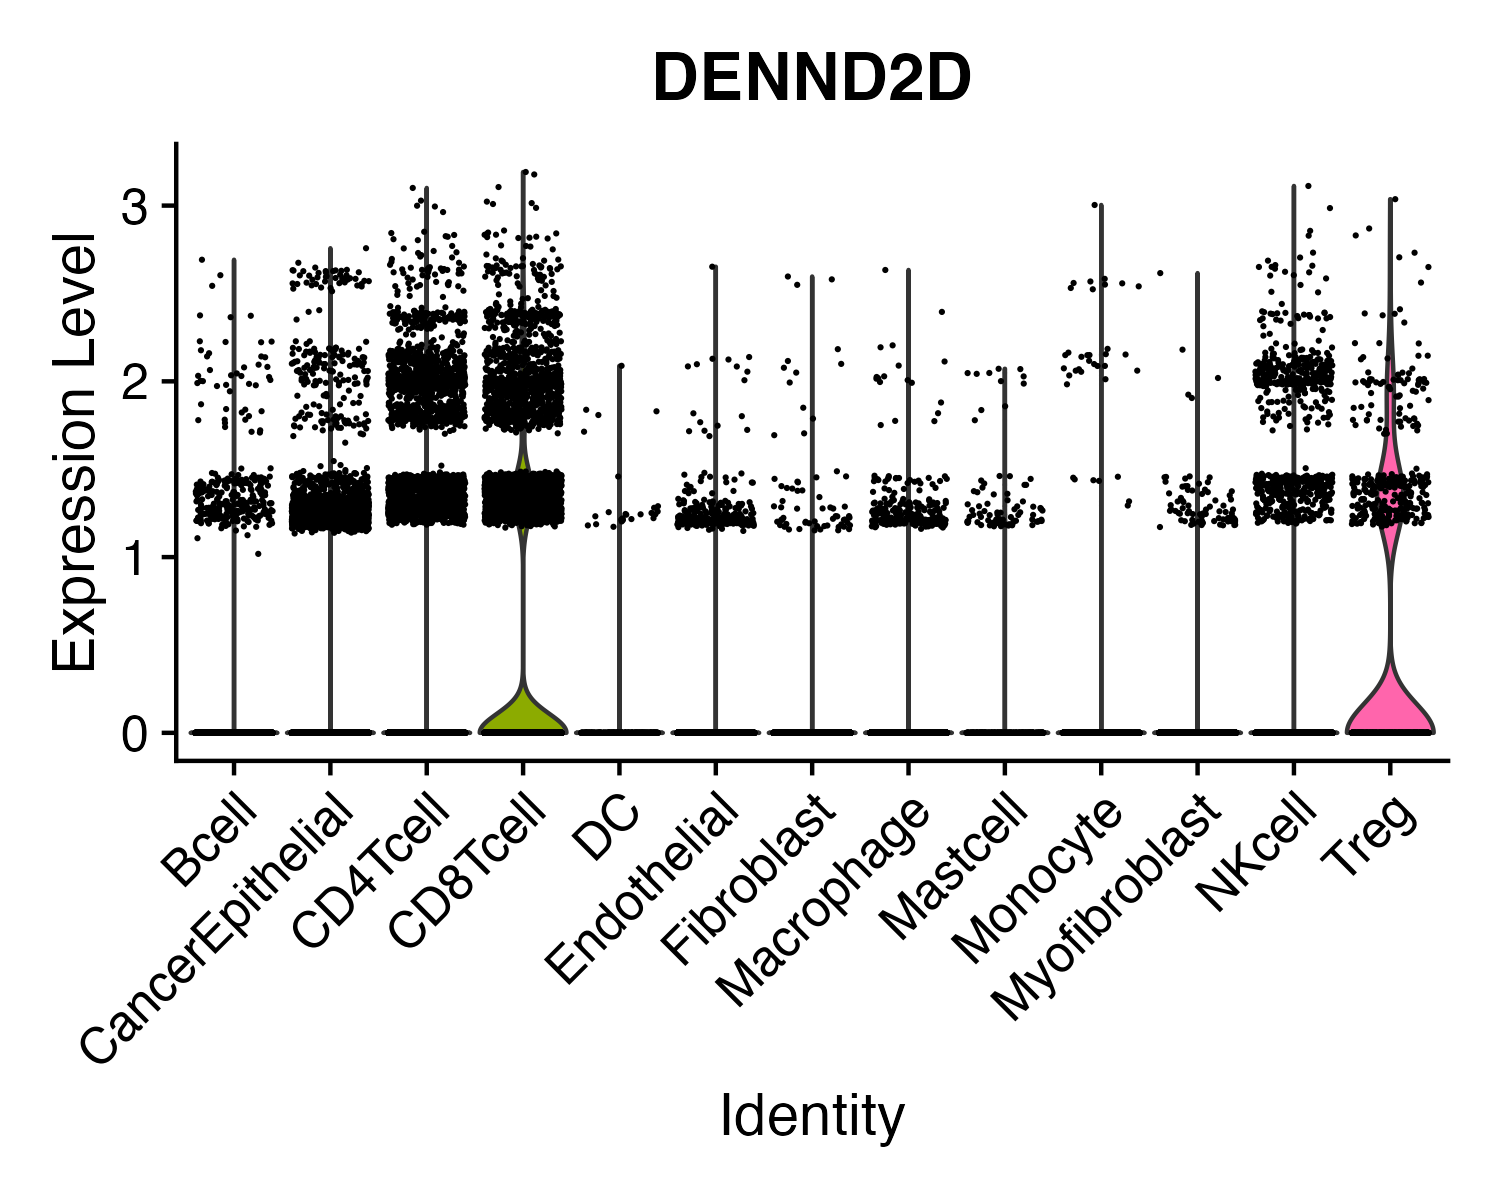 DENND2D
Expression Level
3
2
1
0
Bcell
CancerEpithelial
CD4Tcell
CD8Tcell
DC
Endothelial
Fibroblast
Macrophage
Mastcell
Monocyte
Myofibroblast
NKcell
Treg
Identity